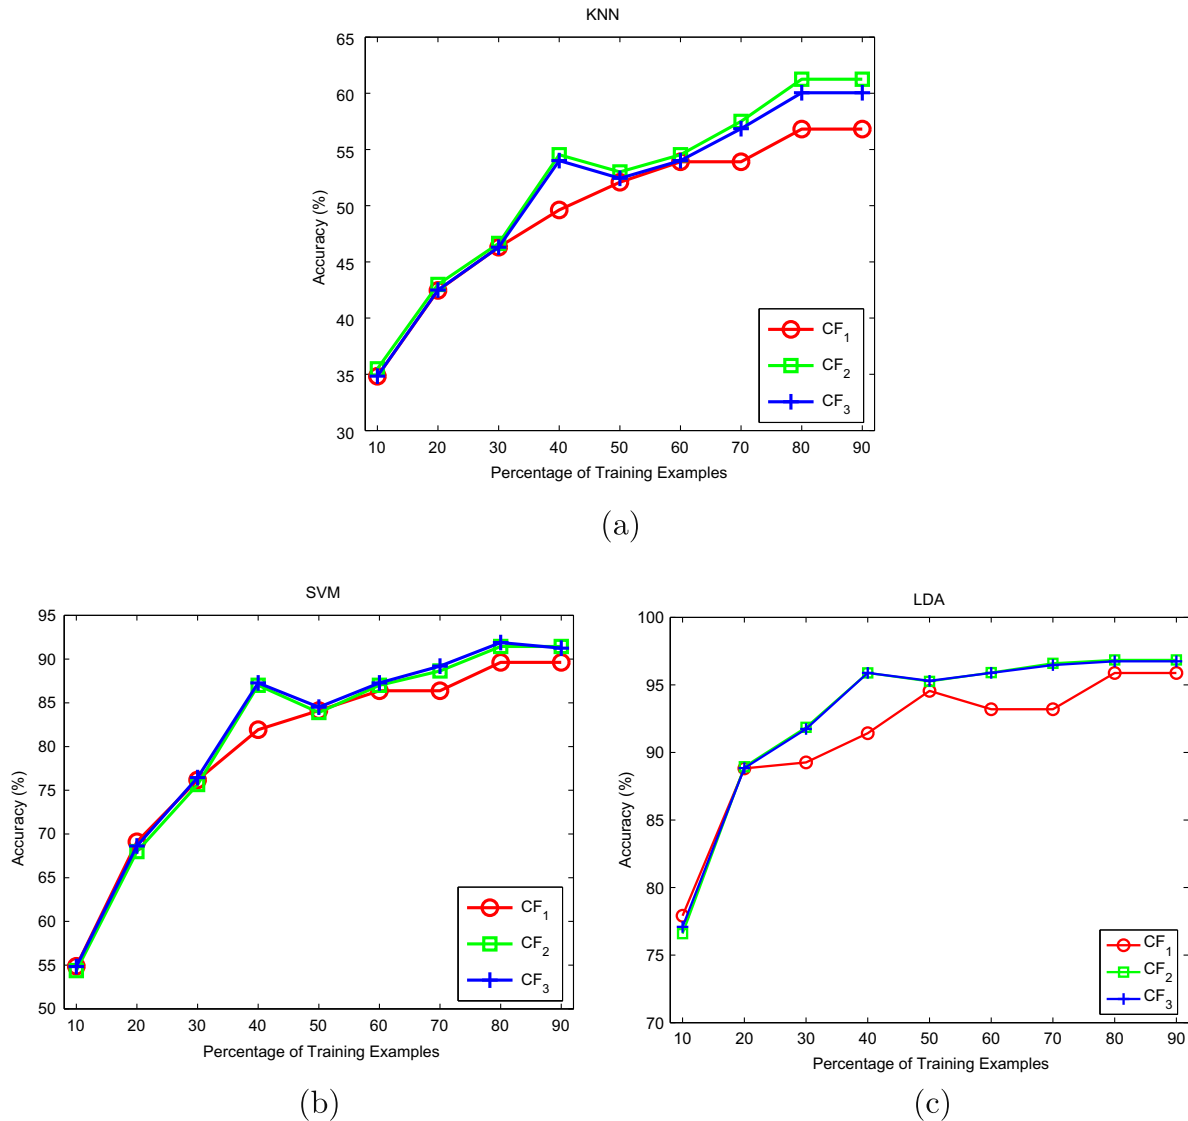 KNN
65
60
55
50
45
40
35
30
Accuracy (%)
10 20 30 40 50 60 70 80 90
Percentage of Training Examples
CF1
CF2
CF3
(a)
SVM
95
90
85
80
75
70
65
60
55
50
Accuracy (%)
10 20 30 40 50 60 70 80 90
Percentage of Training Examples
CF1
CF2
CF3
(b)
LDA
100
95
90
85
80
75
70
Accuracy (%)
10 20 30 40 50 60 70 80 90
Percentage of Training Examples
CF1
CF2
CF3
(c)